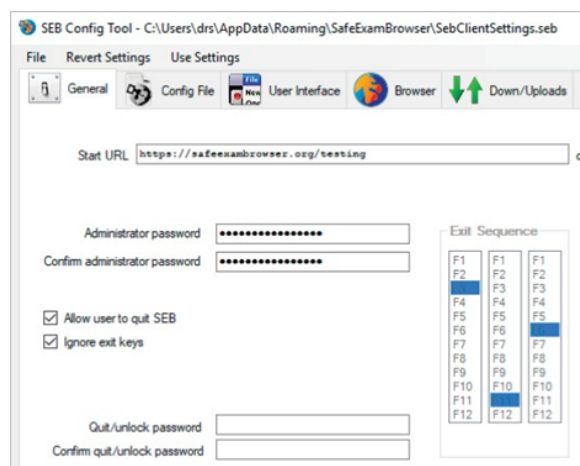 SEB Config Tool - C:\Users\drs\AppData\Roaming\SafeExamBrowser\SebClientSettings.seb
File Revert Settings Use Settings
General Config File User Interface Browser Down/Uploads
Start URL https://safeexambrowser.org/testing
Administrator password ••••••••••••••••
Confirm administrator password ••••••••••••••••
Allow user to quit SEB
Ignore exit keys
Quit/unlock password
Confirm quit/unlock password
Exit Sequence
F1 F1 F1
F2 F2 F2
F3 F3 F3
F4 F4 F4
F5 F5 F5
F6 F6 F6
F7 F7 F7
F8 F8 F8
F9 F9 F9
F10 F10 F10
F11 F11 F11
F12 F12 F12